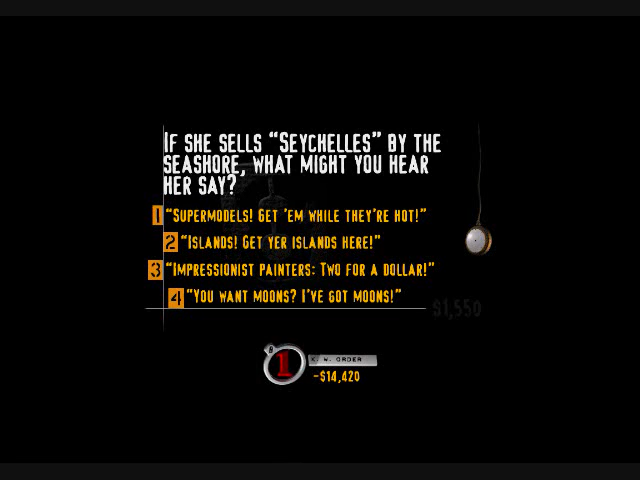 If she sells “Seychelles” by the
seashore, what might you hear
her say?
1 “Supermodels! Get 'em while they're hot!”
2 “Islands! Get yer islands here!”
3 “Impressionist painters: Two for a dollar!”
4 “You want moons? I've got moons!”
$1,550
1 K. W. ORDER
-$14,420